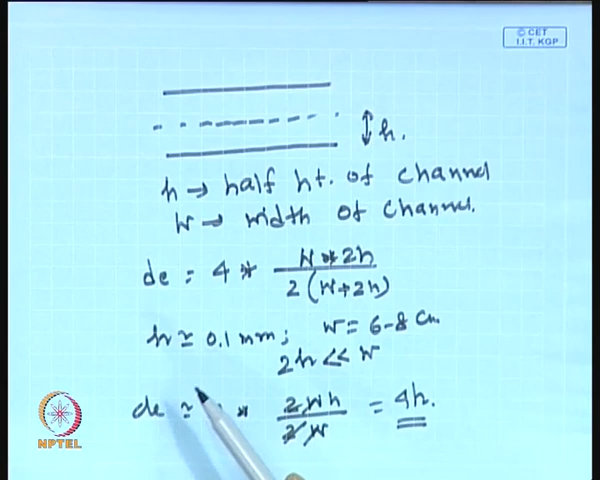 © CET
I.I.T. KGP
h.
h → half ht. of channel
W → width of channel.
de = 4 * W * 2h / 2(W+2h)
h ≃ 0.1 mm; W = 6-8 cm
2h << W
de ≃ * 2Wh / 2W = 4h.
NPTEL